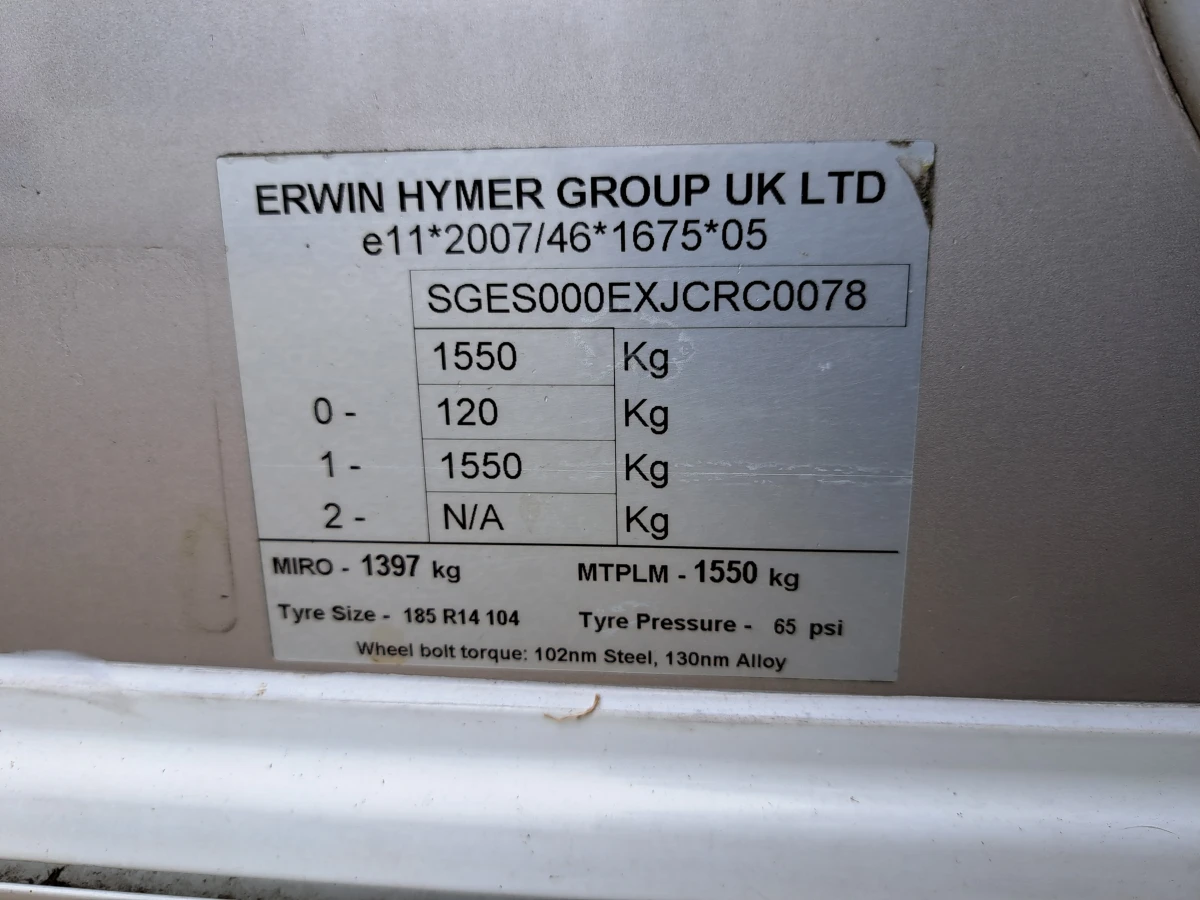 ERWIN HYMER GROUP UK LTD
e11*2007/46*1675*05
SGES000EXJCRC0078
1550 Kg
0 - 120 Kg
1 - 1550 Kg
2 - N/A Kg
MIRO - 1397 kg MTPLM - 1550 kg
Tyre Size - 185 R14 104 Tyre Pressure - 65 psi
Wheel bolt torque: 102nm Steel, 130nm Alloy